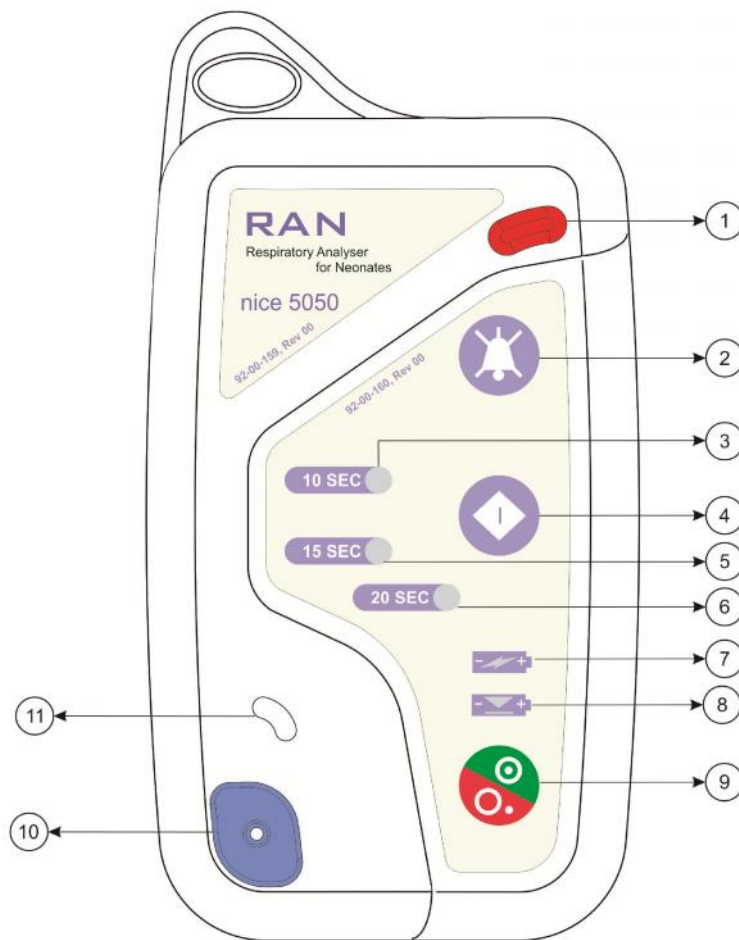 RAN
Respiratory Analyser
for Neonates
nice 5050
92-00-159, Rev 00
92-00-160, Rev 00
1
2
10 SEC
3
4
15 SEC
5
20 SEC
6
7
8
11
9
10